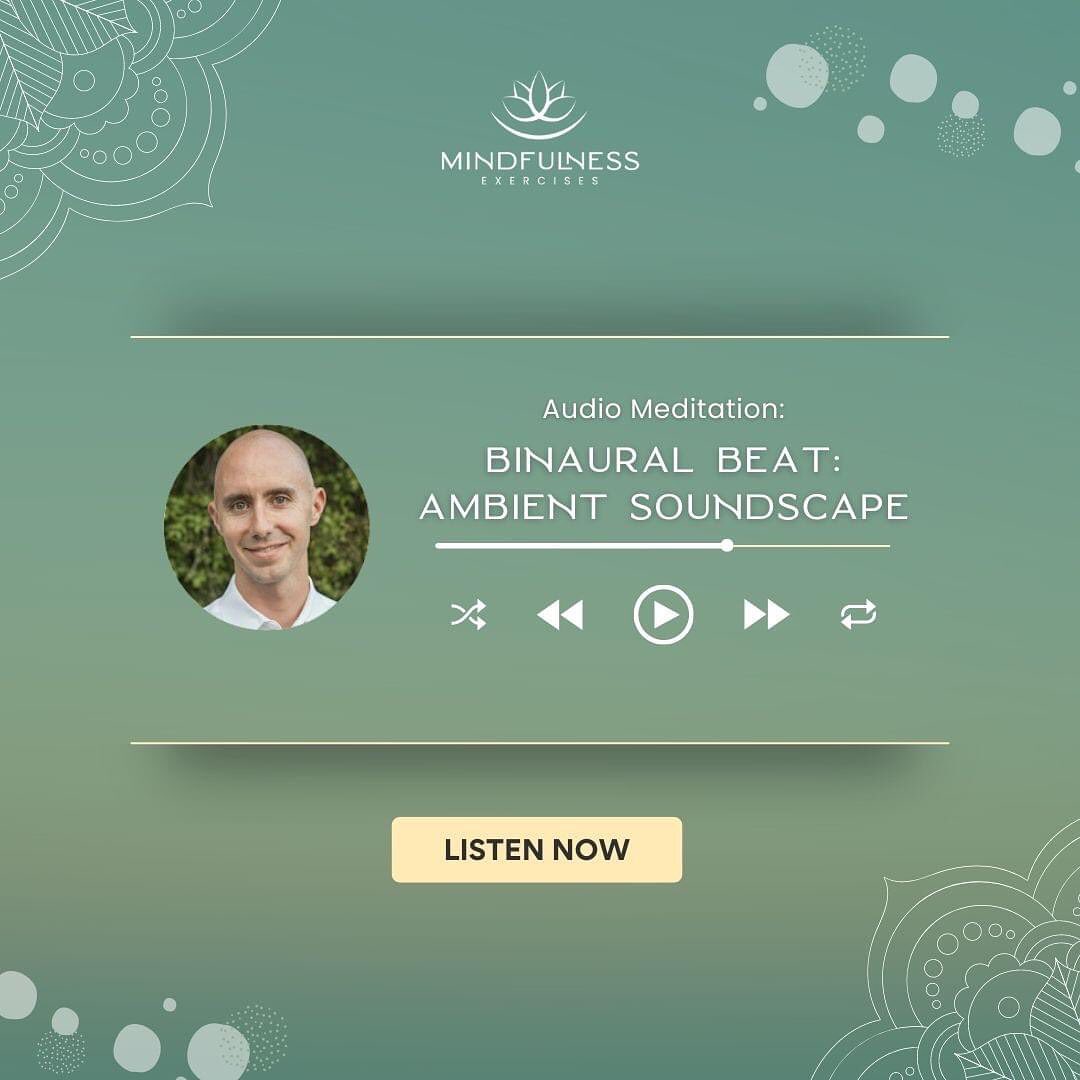 MINDFULNESS
EXERCISES
Audio Meditation:
BINAURAL BEAT:
AMBIENT SOUNDSCAPE
LISTEN NOW